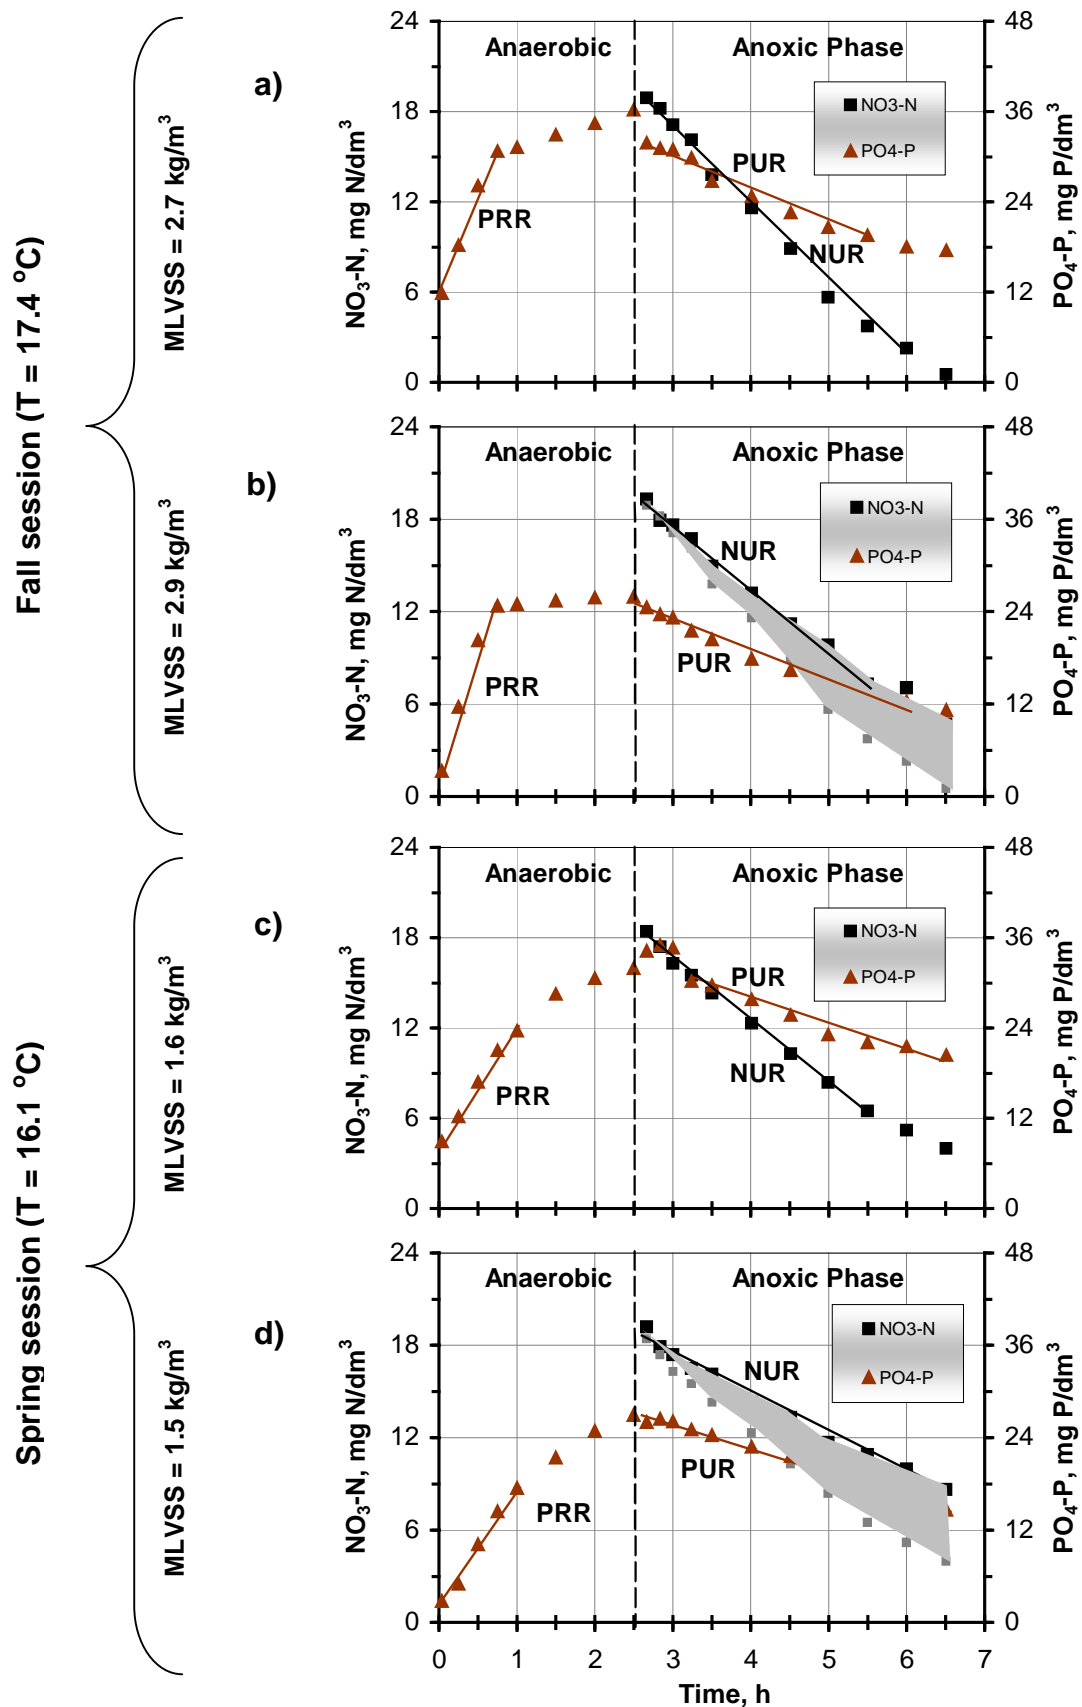 Fall session (T = 17.4 °C)
MLVSS = 2.7 kg/m³
a)
Anaerobic
Anoxic Phase
NO3-N
PO4-P
PRR
PUR
NUR
NO₃-N, mg N/dm³
24
18
12
6
0
PO₄-P, mg P/dm³
48
36
24
12
0
MLVSS = 2.9 kg/m³
b)
Anaerobic
Anoxic Phase
NO3-N
PO4-P
NUR
PUR
PRR
NO₃-N, mg N/dm³
24
18
12
6
0
PO₄-P, mg P/dm³
48
36
24
12
0
Spring session (T = 16.1 °C)
MLVSS = 1.6 kg/m³
c)
Anaerobic
Anoxic Phase
NO3-N
PO4-P
PUR
NUR
PRR
NO₃-N, mg N/dm³
24
18
12
6
0
PO₄-P, mg P/dm³
48
36
24
12
0
MLVSS = 1.5 kg/m³
d)
Anaerobic
Anoxic Phase
NO3-N
PO4-P
NUR
PUR
PRR
NO₃-N, mg N/dm³
24
18
12
6
0
PO₄-P, mg P/dm³
48
36
24
12
0
0 1 2 3 4 5 6 7
Time, h